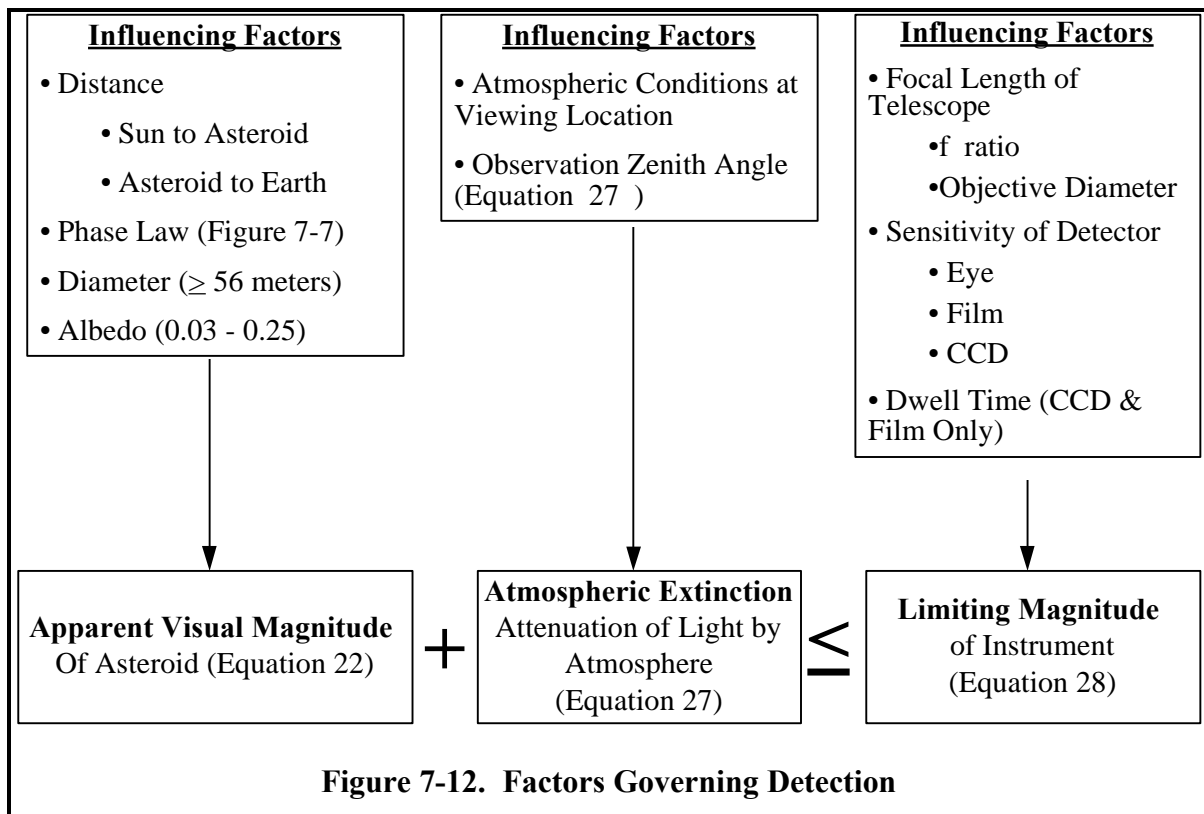 Influencing Factors
• Distance
• Sun to Asteroid
• Asteroid to Earth
• Phase Law (Figure 7-7)
• Diameter (≥ 56 meters)
• Albedo (0.03 - 0.25)
Influencing Factors
• Atmospheric Conditions at
Viewing Location
• Observation Zenith Angle
(Equation 27 )
Influencing Factors
• Focal Length of
Telescope
•f ratio
•Objective Diameter
• Sensitivity of Detector
• Eye
• Film
• CCD
• Dwell Time (CCD &
Film Only)
Apparent Visual Magnitude
Of Asteroid (Equation 22)
+
Atmospheric Extinction
Attenuation of Light by
Atmosphere
(Equation 27)
≤
Limiting Magnitude
of Instrument
(Equation 28)
Figure 7-12. Factors Governing Detection